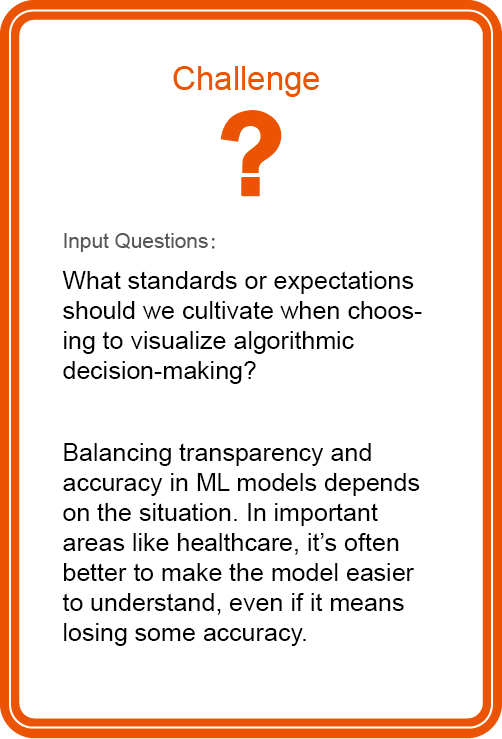 Challenge
?
Input Questions:
What standards or expectations
should we cultivate when choos-
ing to visualize algorithmic
decision-making?
Balancing transparency and
accuracy in ML models depends
on the situation. In important
areas like healthcare, it’s often
better to make the model easier
to understand, even if it means
losing some accuracy.